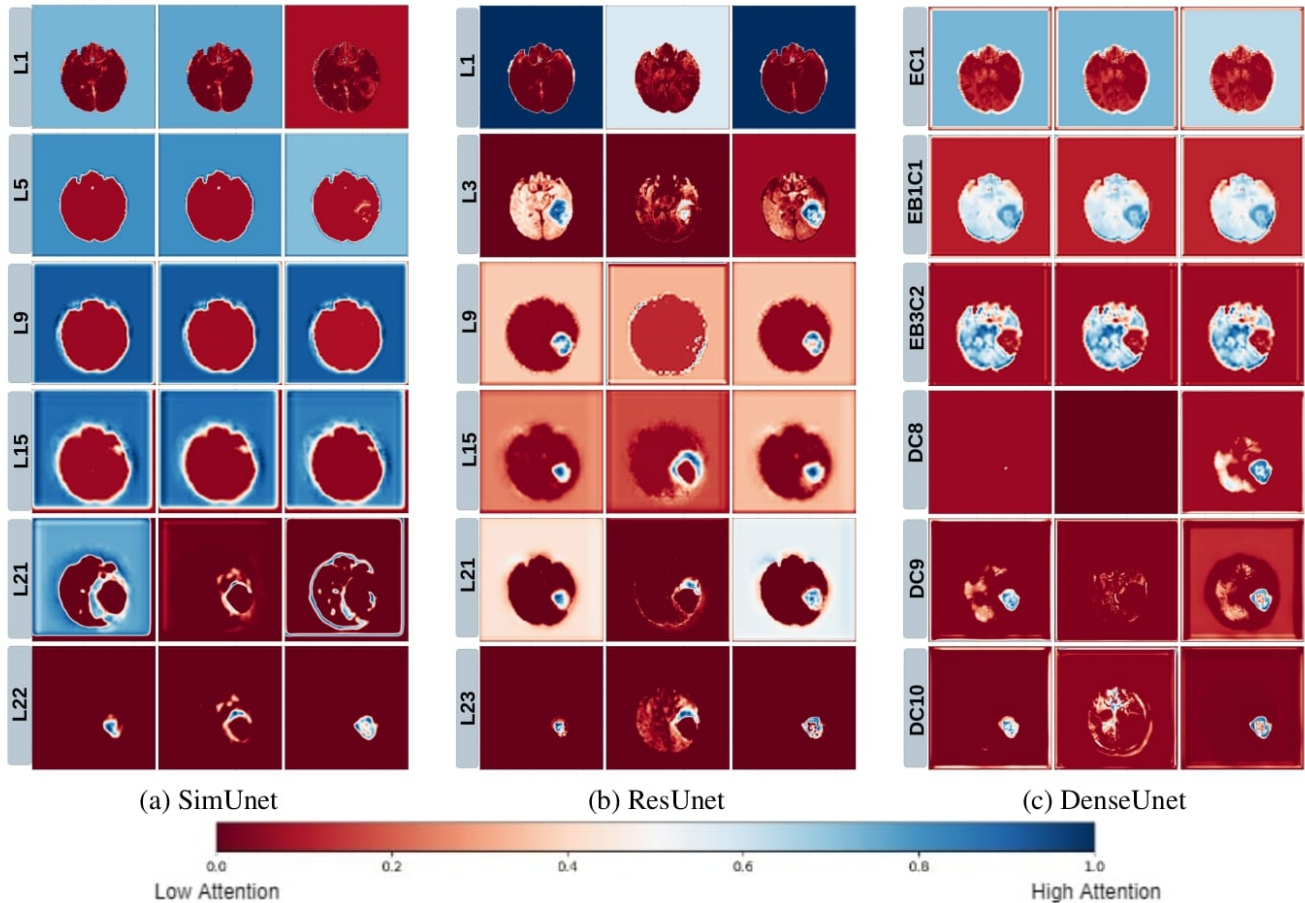 L1
L5
L9
L15
L21
L22
(a) SimUnet
L1
L3
L9
L15
L21
L23
(b) ResUnet
EC1
EB1C1
EB3C2
DC8
DC9
DC10
(c) DenseUnet
0.0 0.2 0.4 0.6 0.8 1.0
Low Attention High Attention